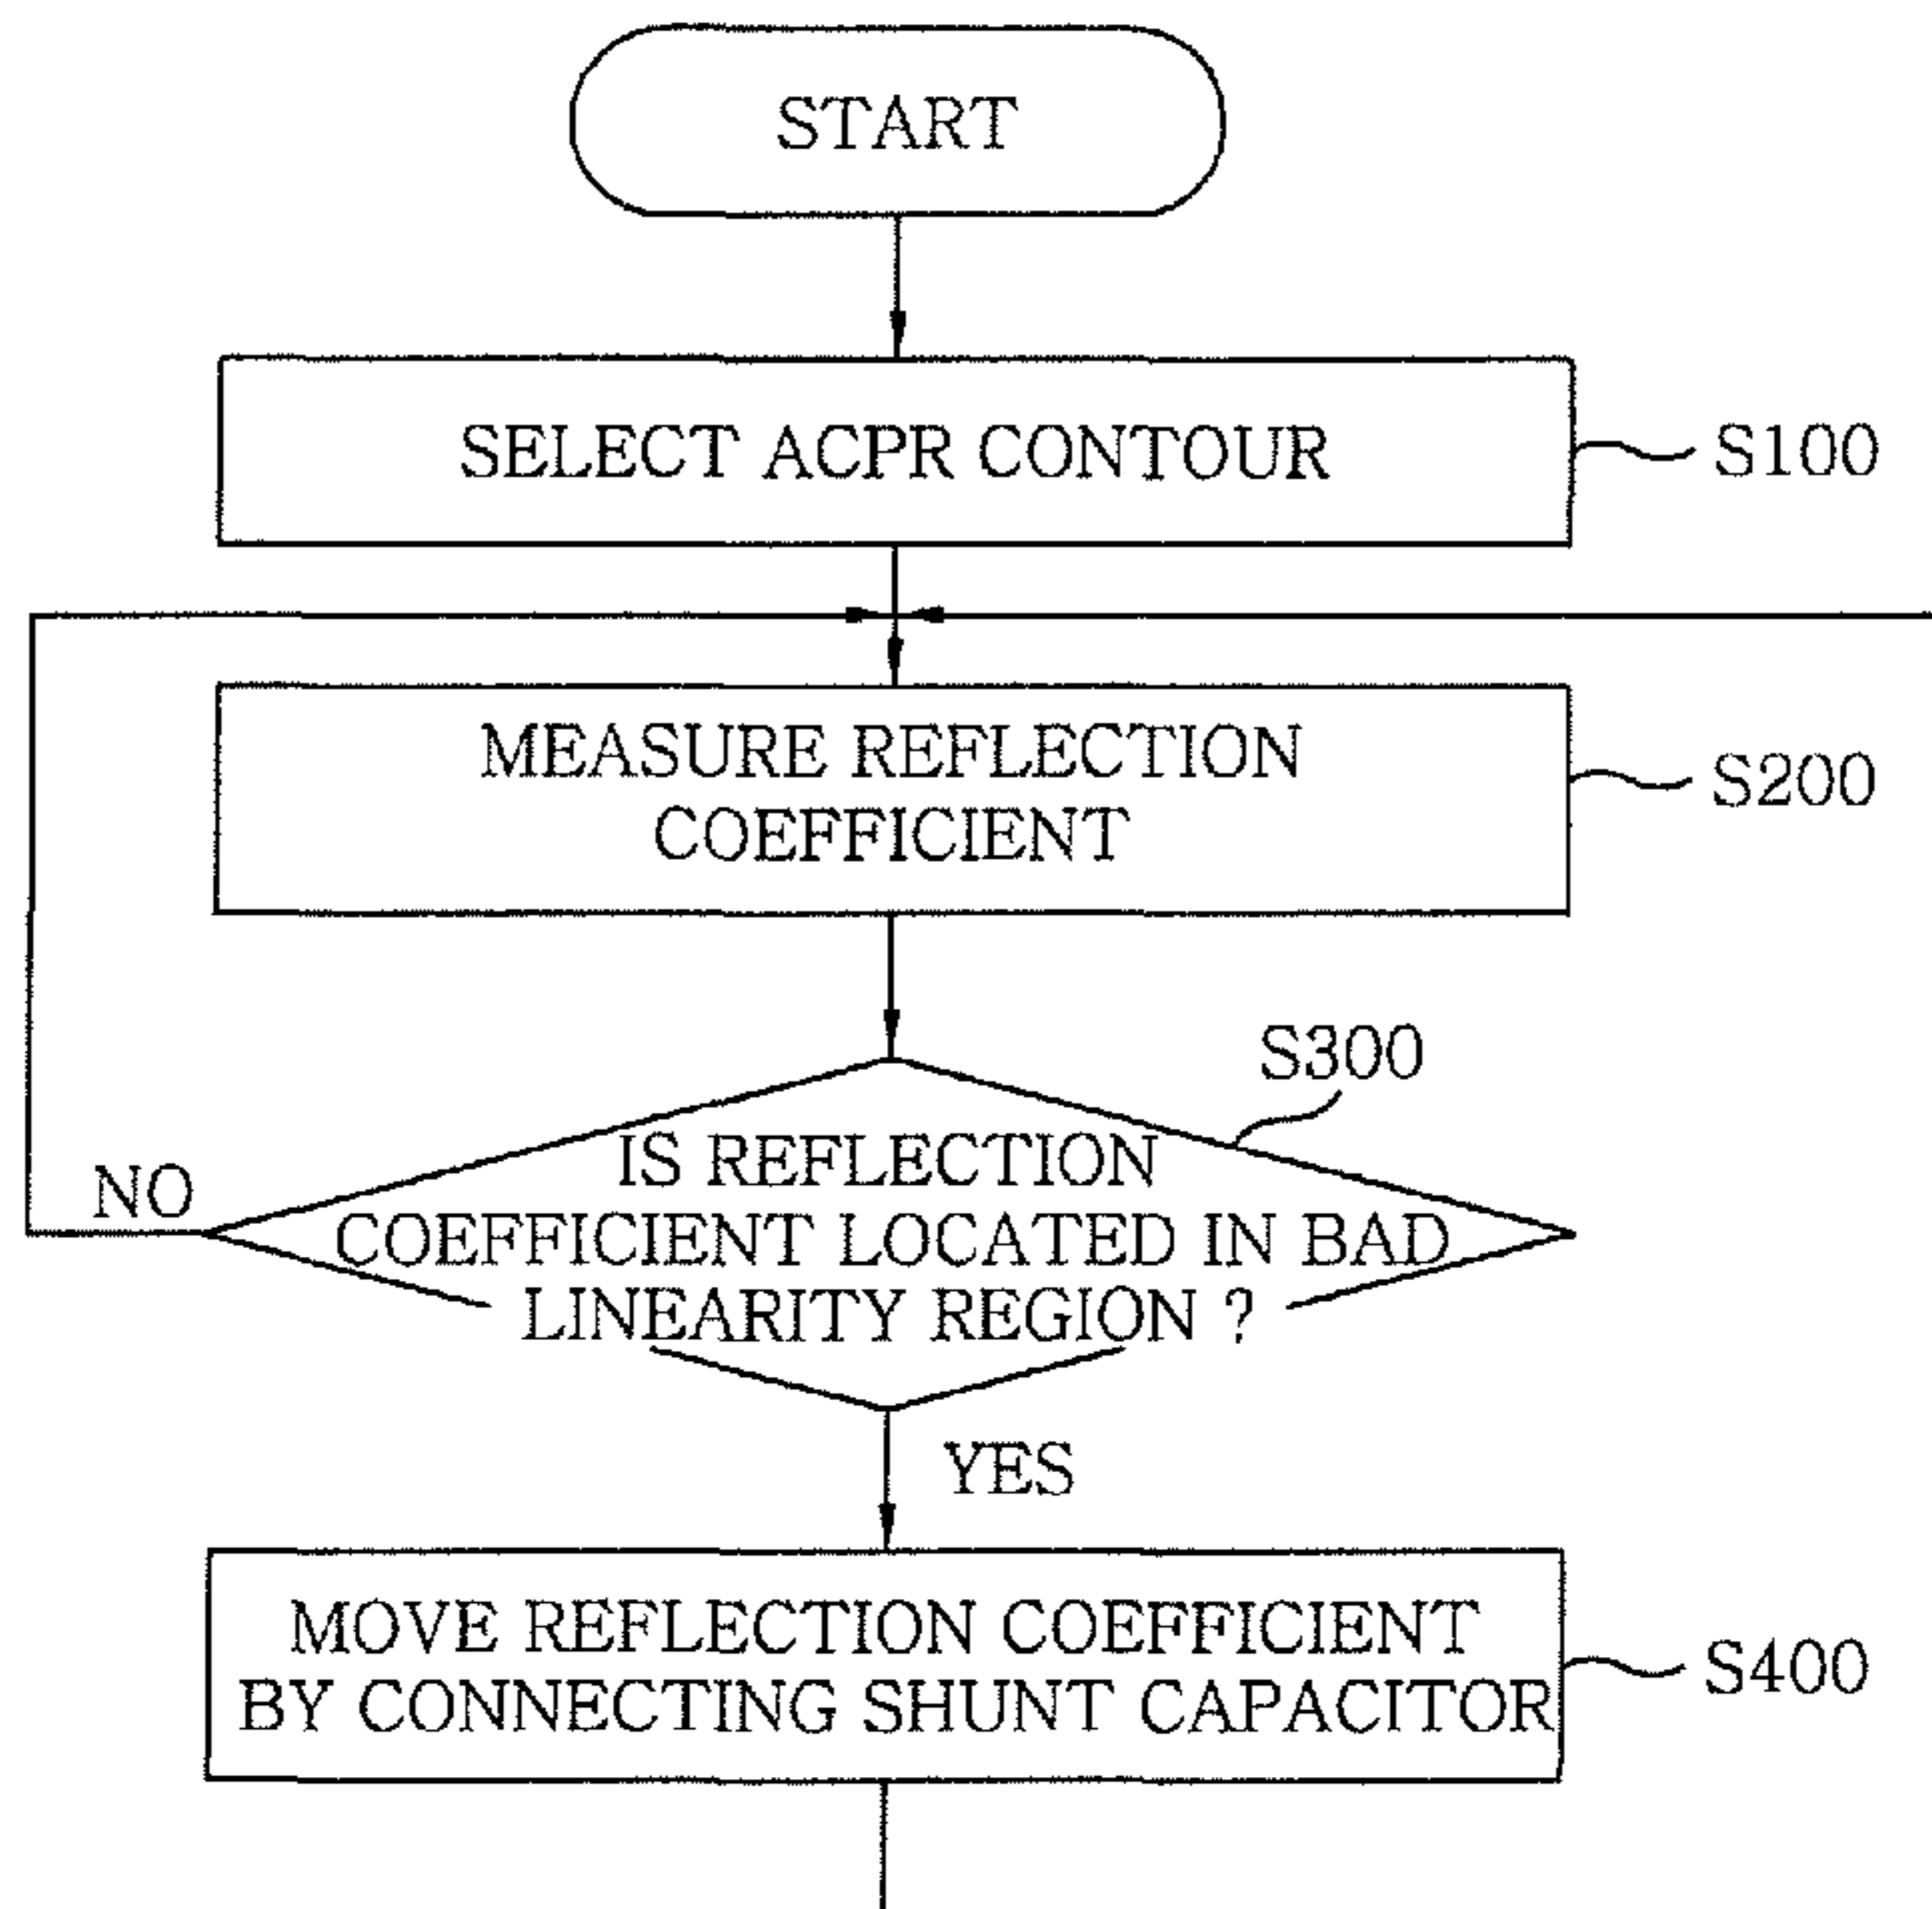 START
SELECT ACPR CONTOUR
S100
MEASURE REFLECTION
COEFFICIENT
S200
S300
IS REFLECTION
COEFFICIENT LOCATED IN BAD
LINEARITY REGION ?
NO
YES
MOVE REFLECTION COEFFICIENT
BY CONNECTING SHUNT CAPACITOR
S400